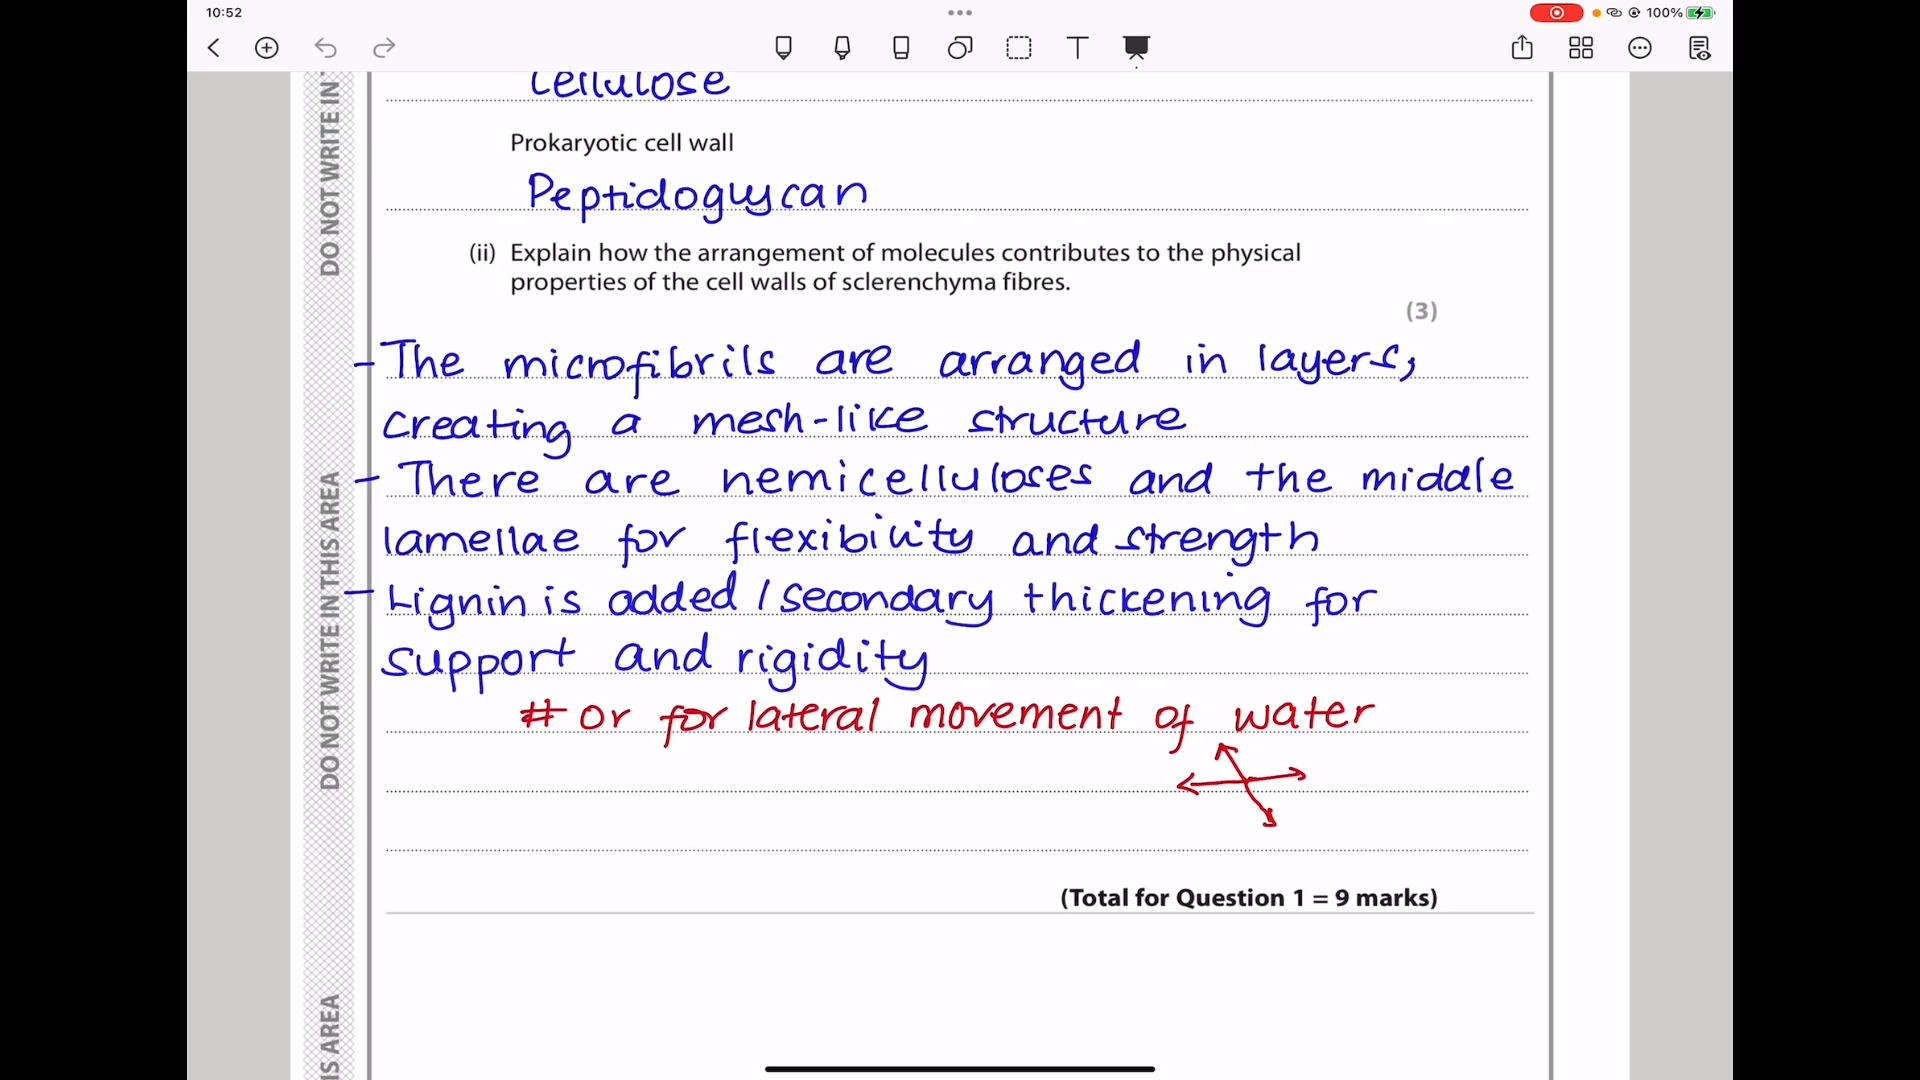 10:52
100%
Cellulose
Prokaryotic cell wall
Peptidoglycan
(ii) Explain how the arrangement of molecules contributes to the physical
properties of the cell walls of sclerenchyma fibres.
(3)
- The microfibrils are arranged in layers,
creating a mesh-like structure
- There are hemicelluloses and the middle
lamellae for flexibility and strength
- Lignin is added / secondary thickening for
support and rigidity
# or for lateral movement of water
(Total for Question 1 = 9 marks)
DO NOT WRITE IN
DO NOT WRITE IN THIS AREA
IS AREA